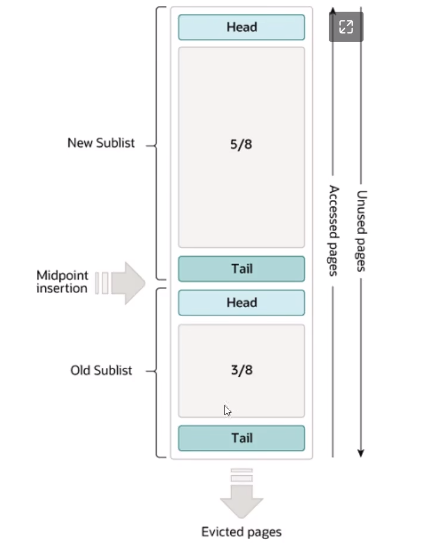 Head
New Sublist
5/8
Accessed pages
Unused pages
Tail
Midpoint
insertion
Head
Old Sublist
3/8
Tail
Evicted pages